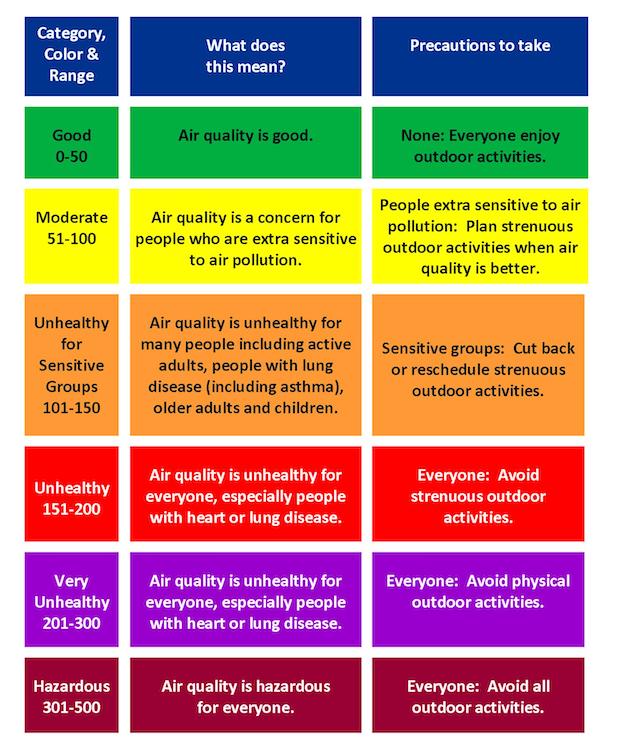 Category,
Color &
Range
What does
this mean?
Precautions to take
Good
0-50
Air quality is good.
None: Everyone enjoy
outdoor activities.
Moderate
51-100
Air quality is a concern for
people who are extra sensitive
to air pollution.
People extra sensitive to air
pollution:  Plan strenuous
outdoor activities when air
quality is better.
Unhealthy
for
Sensitive
Groups
101-150
Air quality is unhealthy for
many people including active
adults, people with lung
disease (including asthma),
older adults and children.
Sensitive groups:  Cut back
or reschedule strenuous
outdoor activities.
Unhealthy
151-200
Air quality is unhealthy for
everyone, especially people
with heart or lung disease.
Everyone:  Avoid
strenuous outdoor
activities.
Very
Unhealthy
201-300
Air quality is unhealthy for
everyone, especially people
with heart or lung disease.
Everyone:  Avoid physical
outdoor activities.
Hazardous
301-500
Air quality is hazardous
for everyone.
Everyone:  Avoid all
outdoor activities.